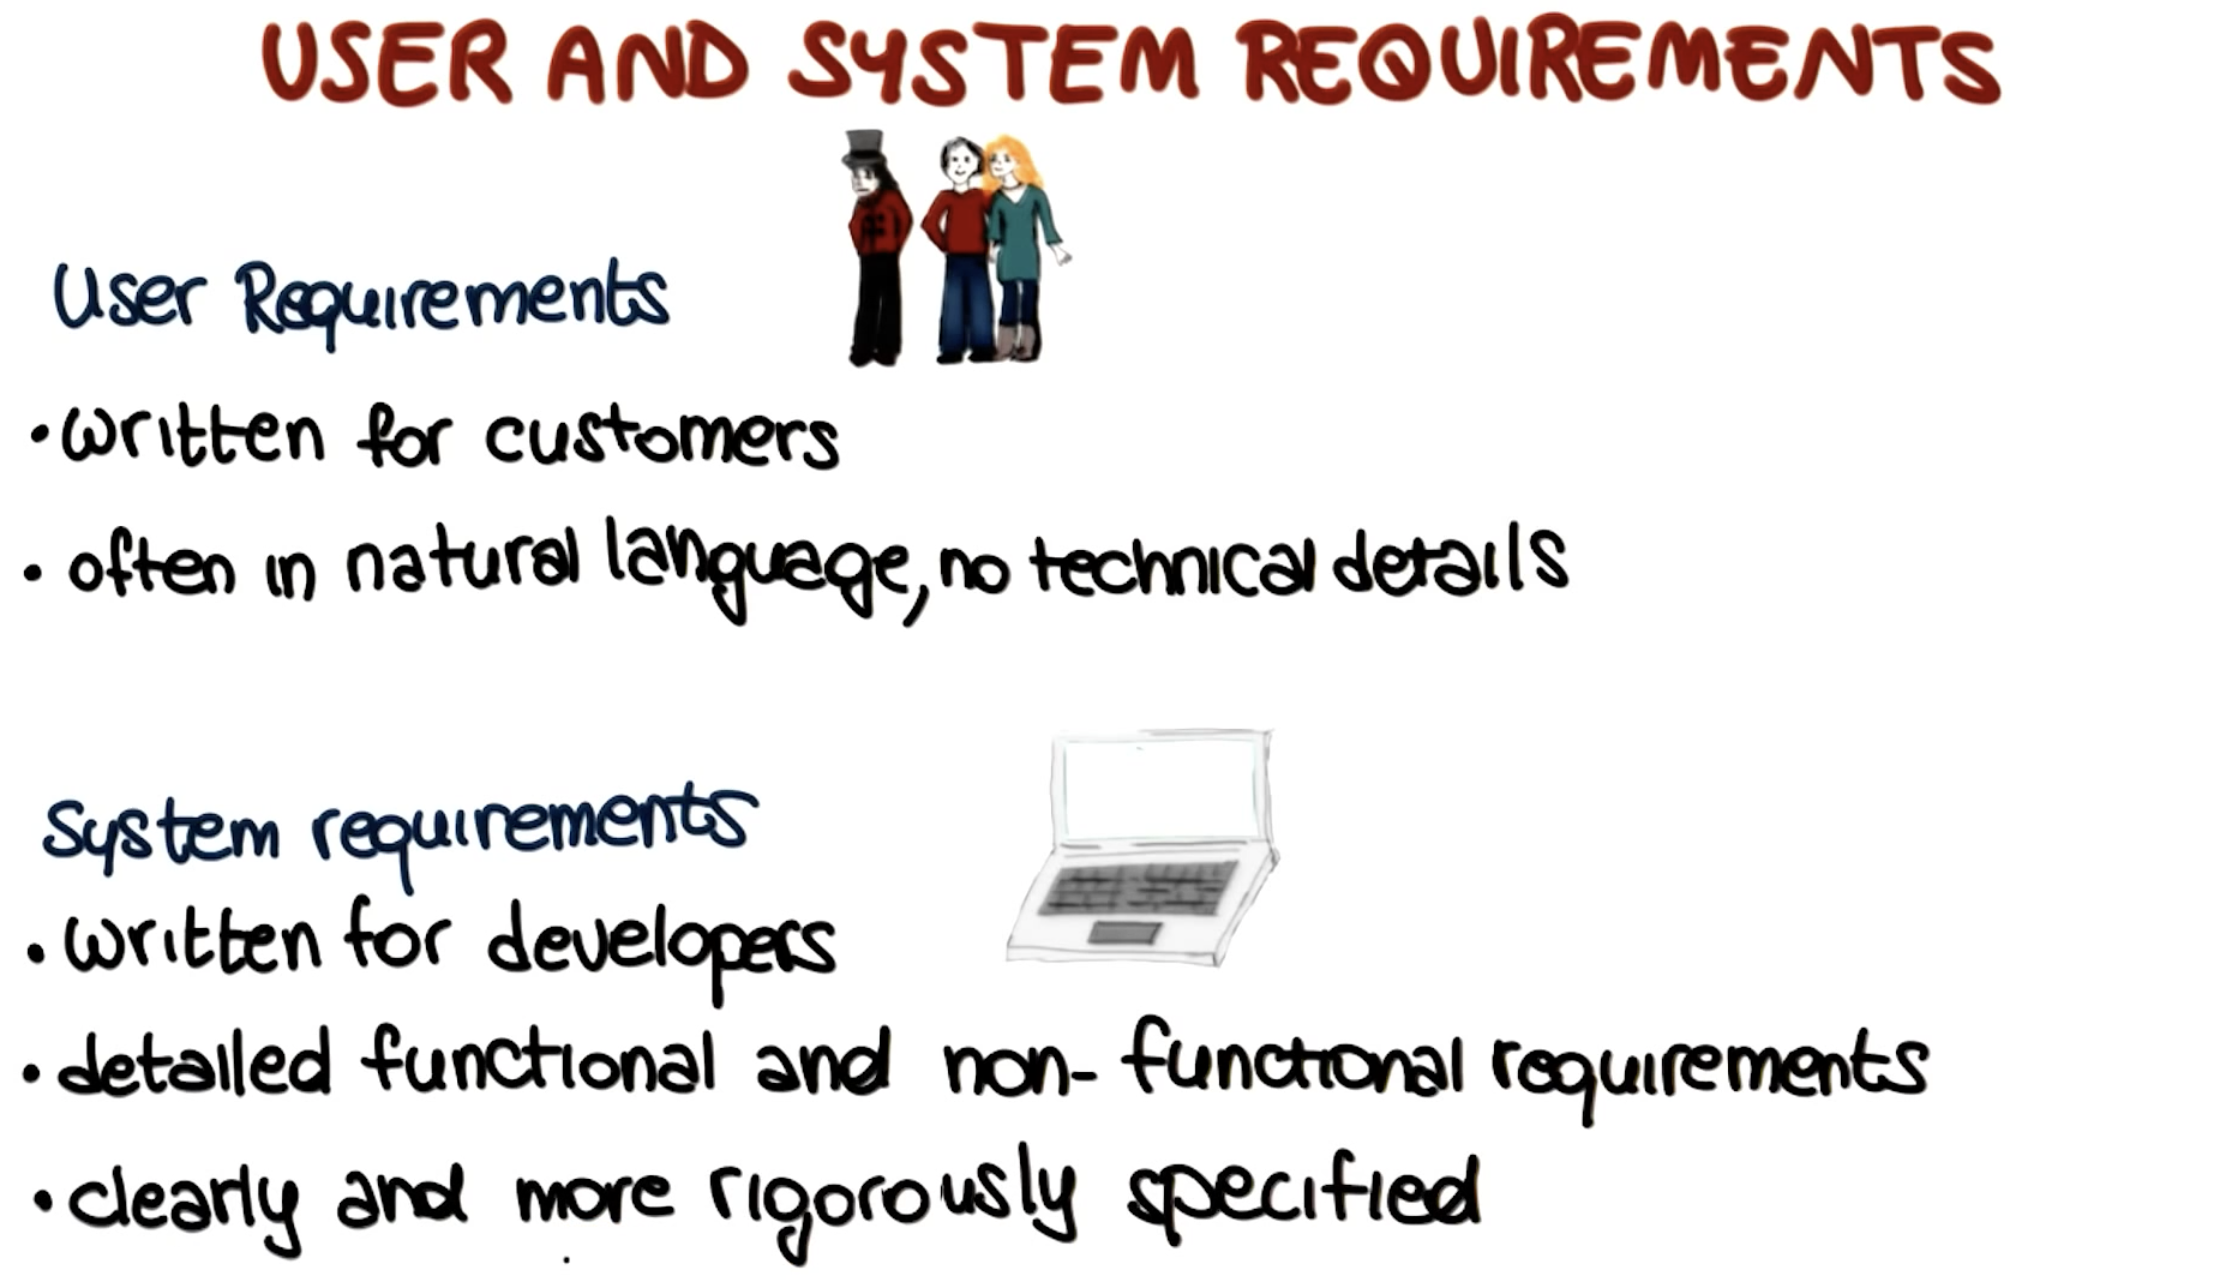 USER AND SYSTEM REQUIREMENTS
User Requirements
• written for customers
• often in natural language, no technical details
System requirements
• written for developers
• detailed functional and non-functional requirements
• clearly and more rigorously specified